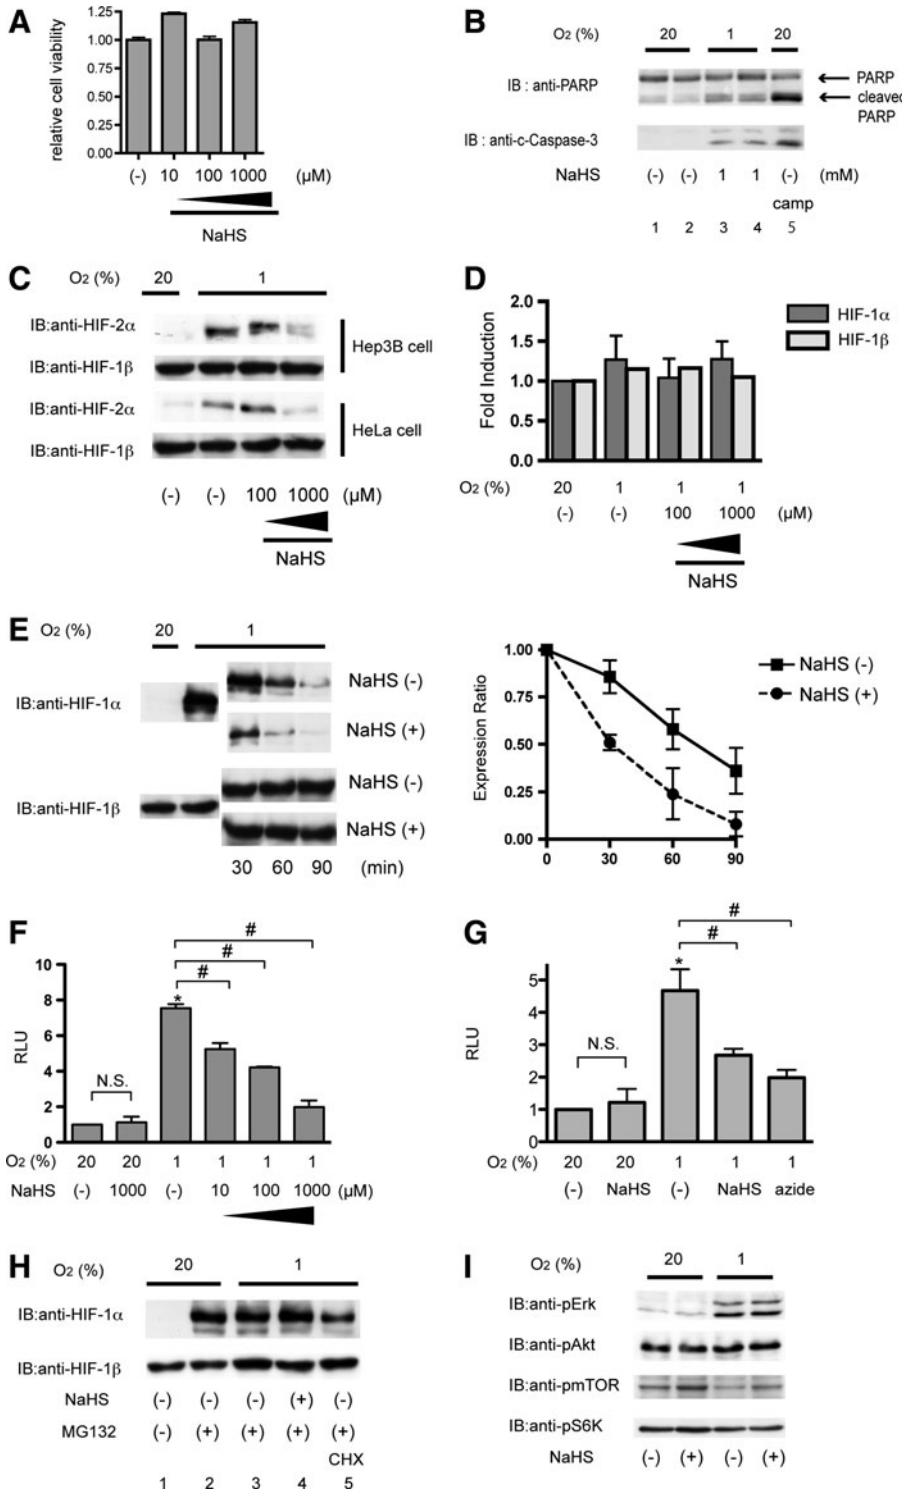 A
relative cell viability
1.25
1.00
0.75
0.50
0.25
0.00
(-) 10 100 1000 (µM)
NaHS
B
O2 (%) 20 1 20
IB : anti-PARP
PARP
cleaved
PARP
IB : anti-c-Caspase-3
NaHS (-) (-) 1 1 (-) (mM)
camp
1 2 3 4 5
C
O2 (%) 20 1
IB:anti-HIF-2α
IB:anti-HIF-1β
Hep3B cell
IB:anti-HIF-2α
IB:anti-HIF-1β
HeLa cell
(-) (-) 100 1000 (µM)
NaHS
D
Fold Induction
2.0
1.5
1.0
0.5
0.0
HIF-1α
HIF-1β
O2 (%) 20 1 1 1
(-) (-) 100 1000 (µM)
NaHS
E
O2 (%) 20 1
IB:anti-HIF-1α
NaHS (-)
NaHS (+)
IB:anti-HIF-1β
NaHS (-)
NaHS (+)
30 60 90 (min)
Expression Ratio
1.00
0.75
0.50
0.25
0.00
0 30 60 90
NaHS (-)
NaHS (+)
F
RLU
10
8
6
4
2
0
N.S.
*
#
#
#
O2 (%) 20 20 1 1 1 1
NaHS (-) 1000 (-) 10 100 1000 (µM)
G
RLU
5
4
3
2
1
0
N.S.
*
#
#
O2 (%) 20 20 1 1 1
(-) NaHS (-) NaHS azide
H
O2 (%) 20 1
IB:anti-HIF-1α
IB:anti-HIF-1β
NaHS (-) (-) (-) (+) (-)
MG132 (-) (+) (+) (+) (+)
CHX
1 2 3 4 5
I
O2 (%) 20 1
IB:anti-pErk
IB:anti-pAkt
IB:anti-pmTOR
IB:anti-pS6K
NaHS (-) (+) (-) (+)